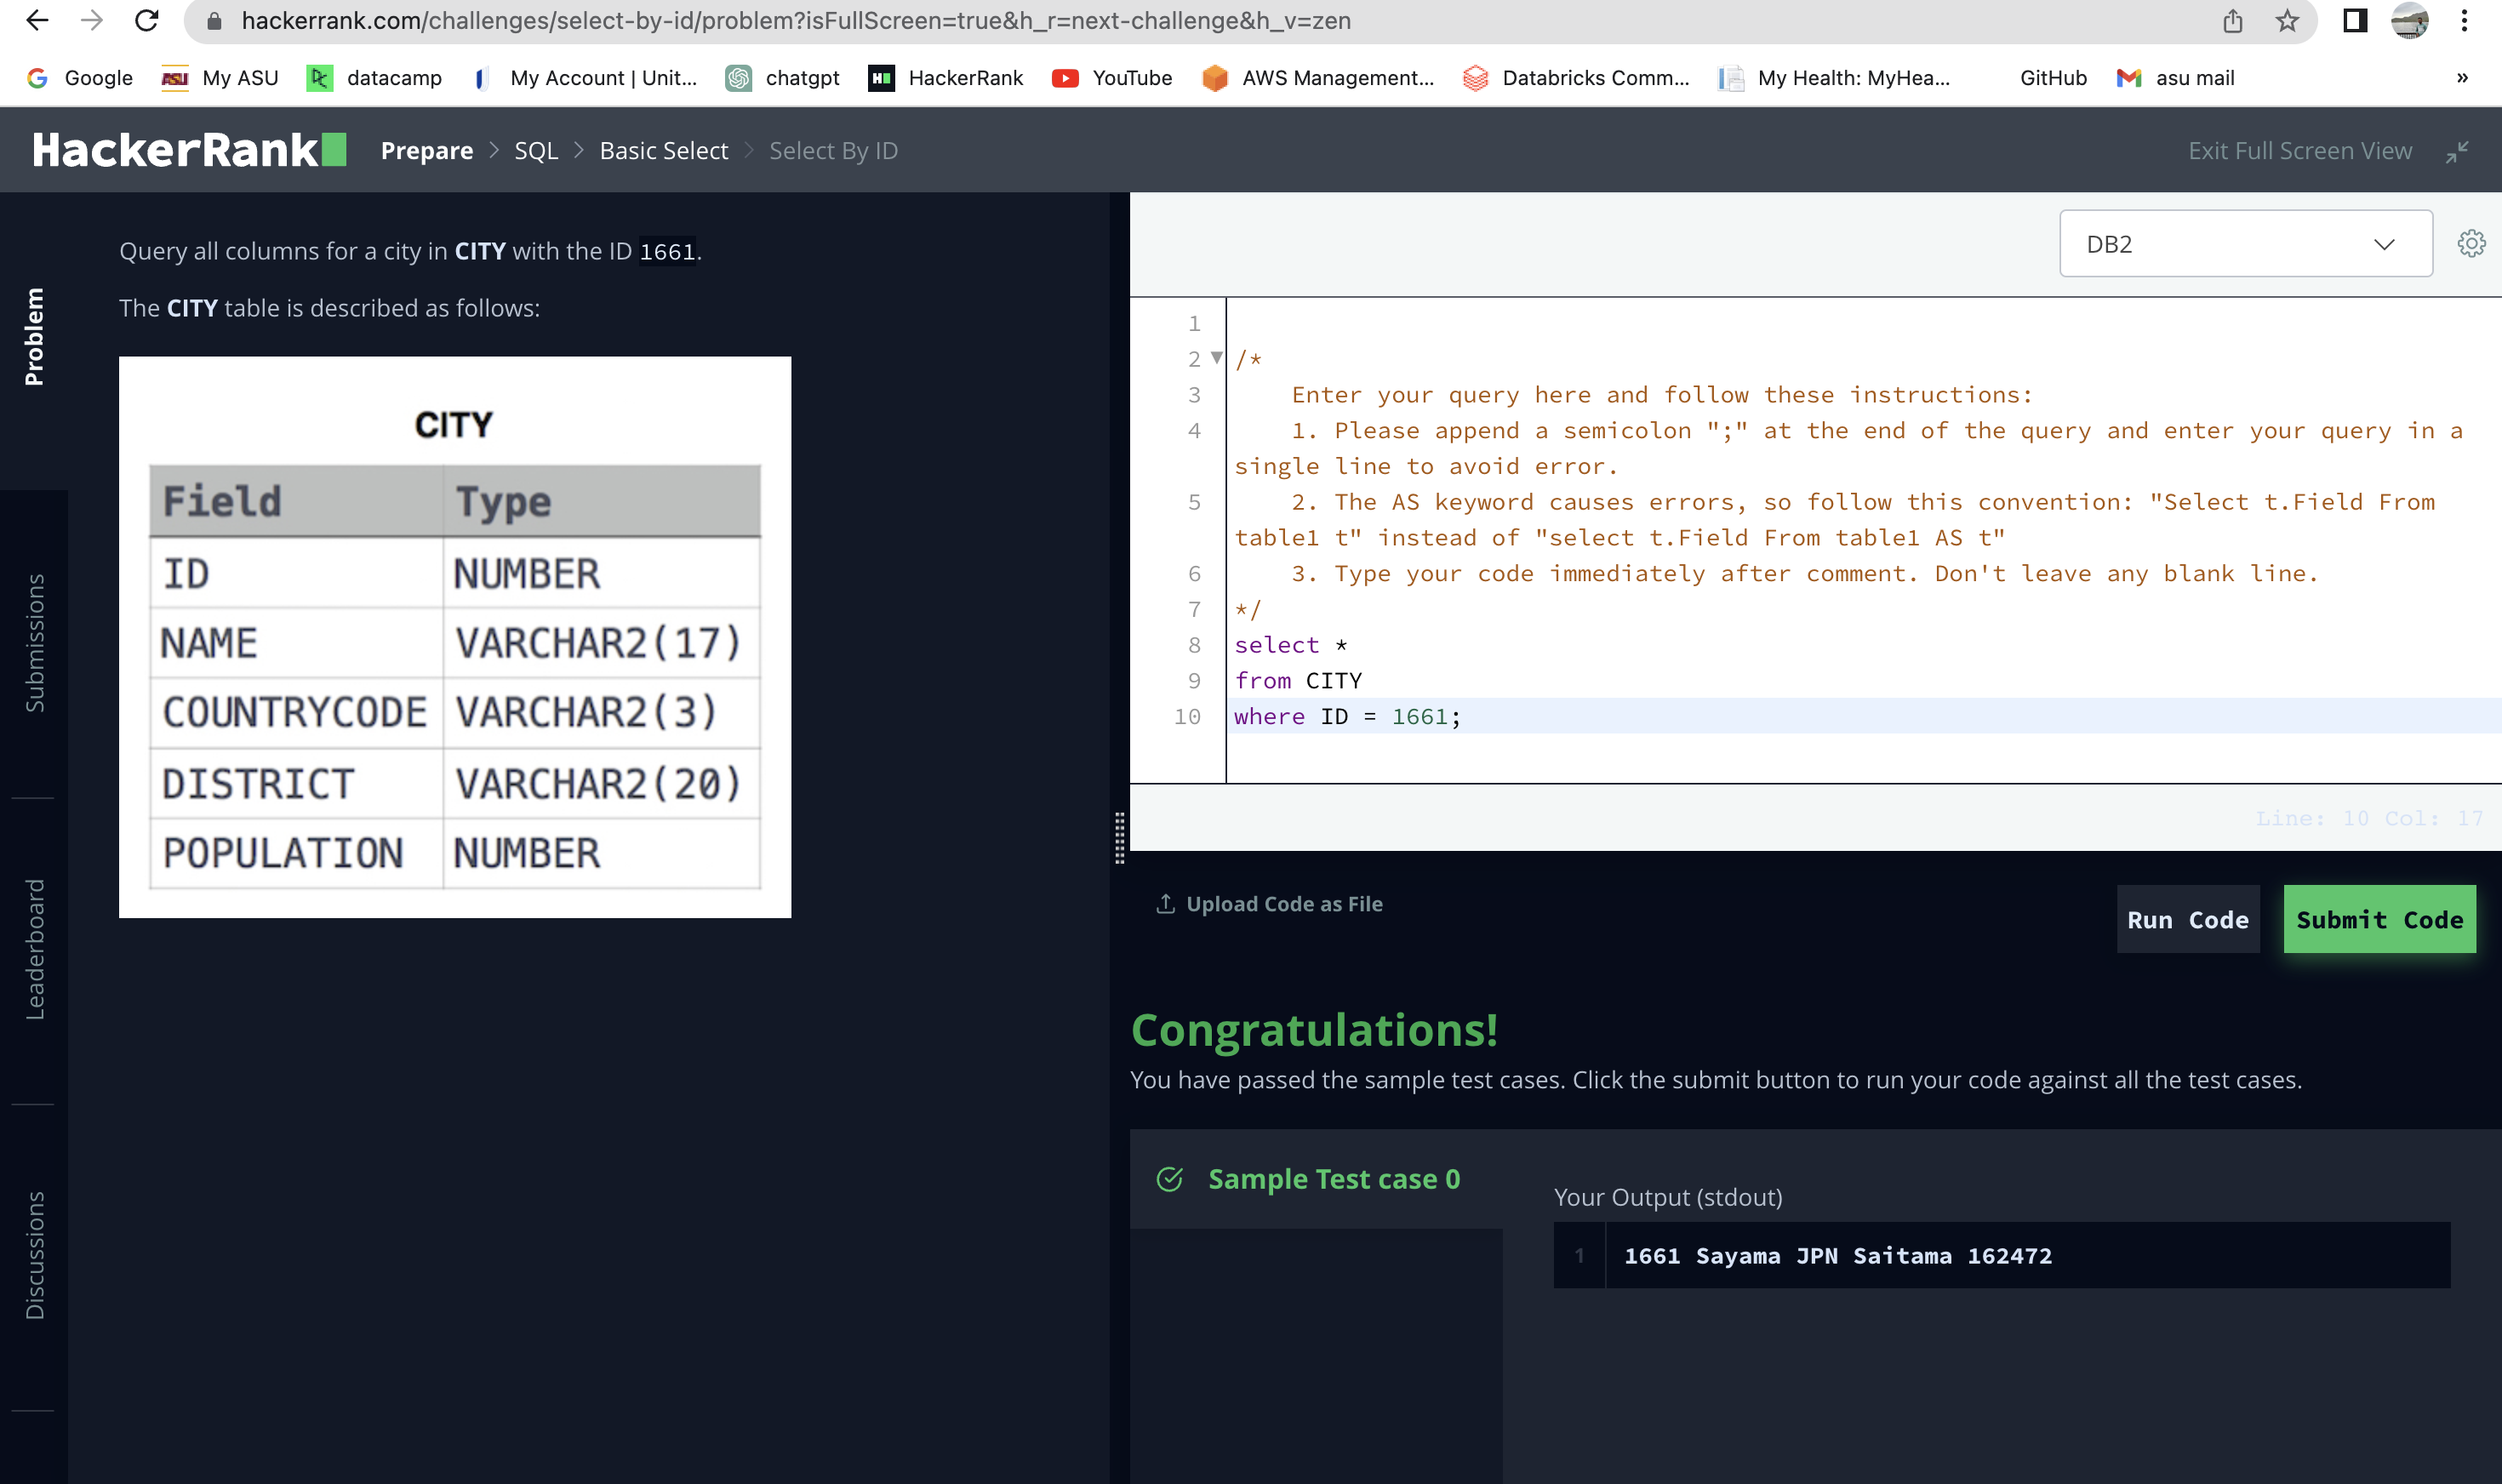 hackerrank.com/challenges/select-by-id/problem?isFullScreen=true&h_r=next-challenge&h_v=zen
Google My ASU datacamp My Account | Unit... chatgpt HackerRank YouTube AWS Management... Databricks Comm... My Health: MyHea... GitHub asu mail »
HackerRank Prepare > SQL > Basic Select > Select By ID Exit Full Screen View
Problem
Submissions
Leaderboard
Discussions
Query all columns for a city in CITY with the ID 1661.
The CITY table is described as follows:
CITY
Field Type
ID NUMBER
NAME VARCHAR2(17)
COUNTRYCODE VARCHAR2(3)
DISTRICT VARCHAR2(20)
POPULATION NUMBER
DB2
1
2 /*
3 Enter your query here and follow these instructions:
4 1. Please append a semicolon ";" at the end of the query and enter your query in a
single line to avoid error.
5 2. The AS keyword causes errors, so follow this convention: "Select t.Field From
table1 t" instead of "select t.Field From table1 AS t"
6 3. Type your code immediately after comment. Don't leave any blank line.
7 */
8 select *
9 from CITY
10 where ID = 1661;
Line: 10 Col: 17
Upload Code as File
Run Code Submit Code
Congratulations!
You have passed the sample test cases. Click the submit button to run your code against all the test cases.
Sample Test case 0
Your Output (stdout)
1 1661 Sayama JPN Saitama 162472